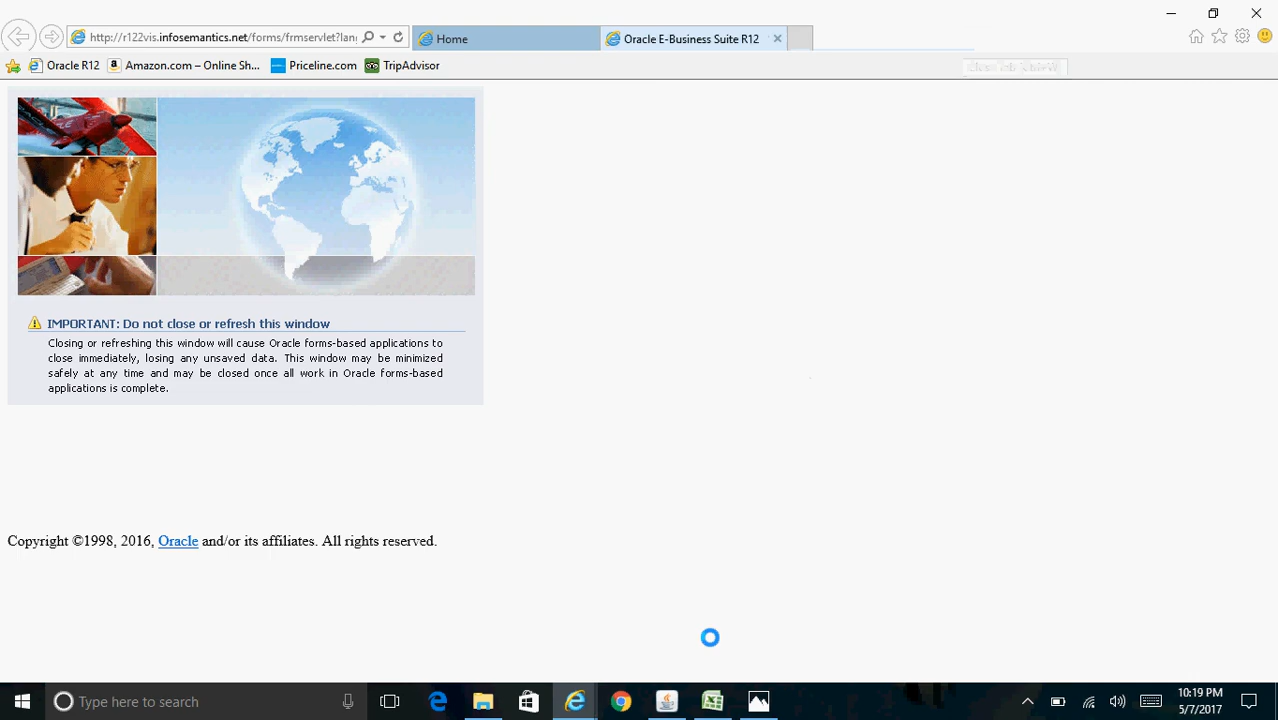 http://r122vis.infosemantics.net/forms/frmservlet?lan
Home
Oracle E-Business Suite R12
Oracle R12
Amazon.com – Online Sh...
Priceline.com
TripAdvisor
IMPORTANT: Do not close or refresh this window
Closing or refreshing this window will cause Oracle forms-based applications to
close immediately, losing any unsaved data. This window may be minimized
safely at any time and may be closed once all work in Oracle forms-based
applications is complete.
Copyright ©1998, 2016, Oracle and/or its affiliates. All rights reserved.
Type here to search
10:19 PM
5/7/2017